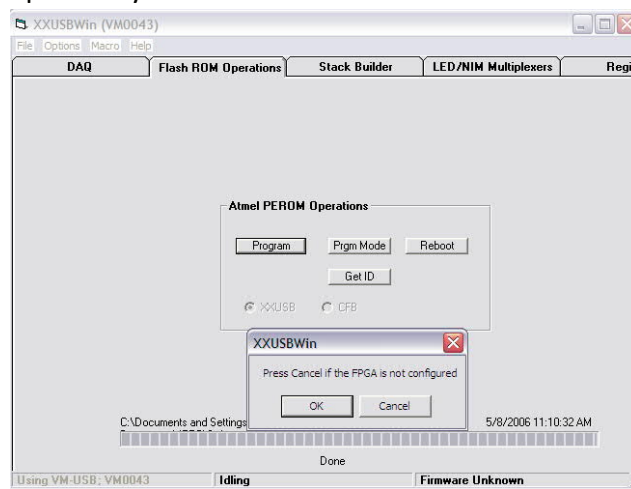 XXUSBWin (VM0043)
File Options Macro Help
DAQ Flash ROM Operations Stack Builder LED/NIM Multiplexers Regi
Atmel PEROM Operations
Program Prgm Mode Reboot
Get ID
XXUSB CFB
XXUSBWin
Press Cancel if the FPGA is not configured
OK Cancel
C:\Documents and Settings 5/8/2006 11:10:32 AM
Done
Using VM-USB; VM0043 Idling Firmware Unknown